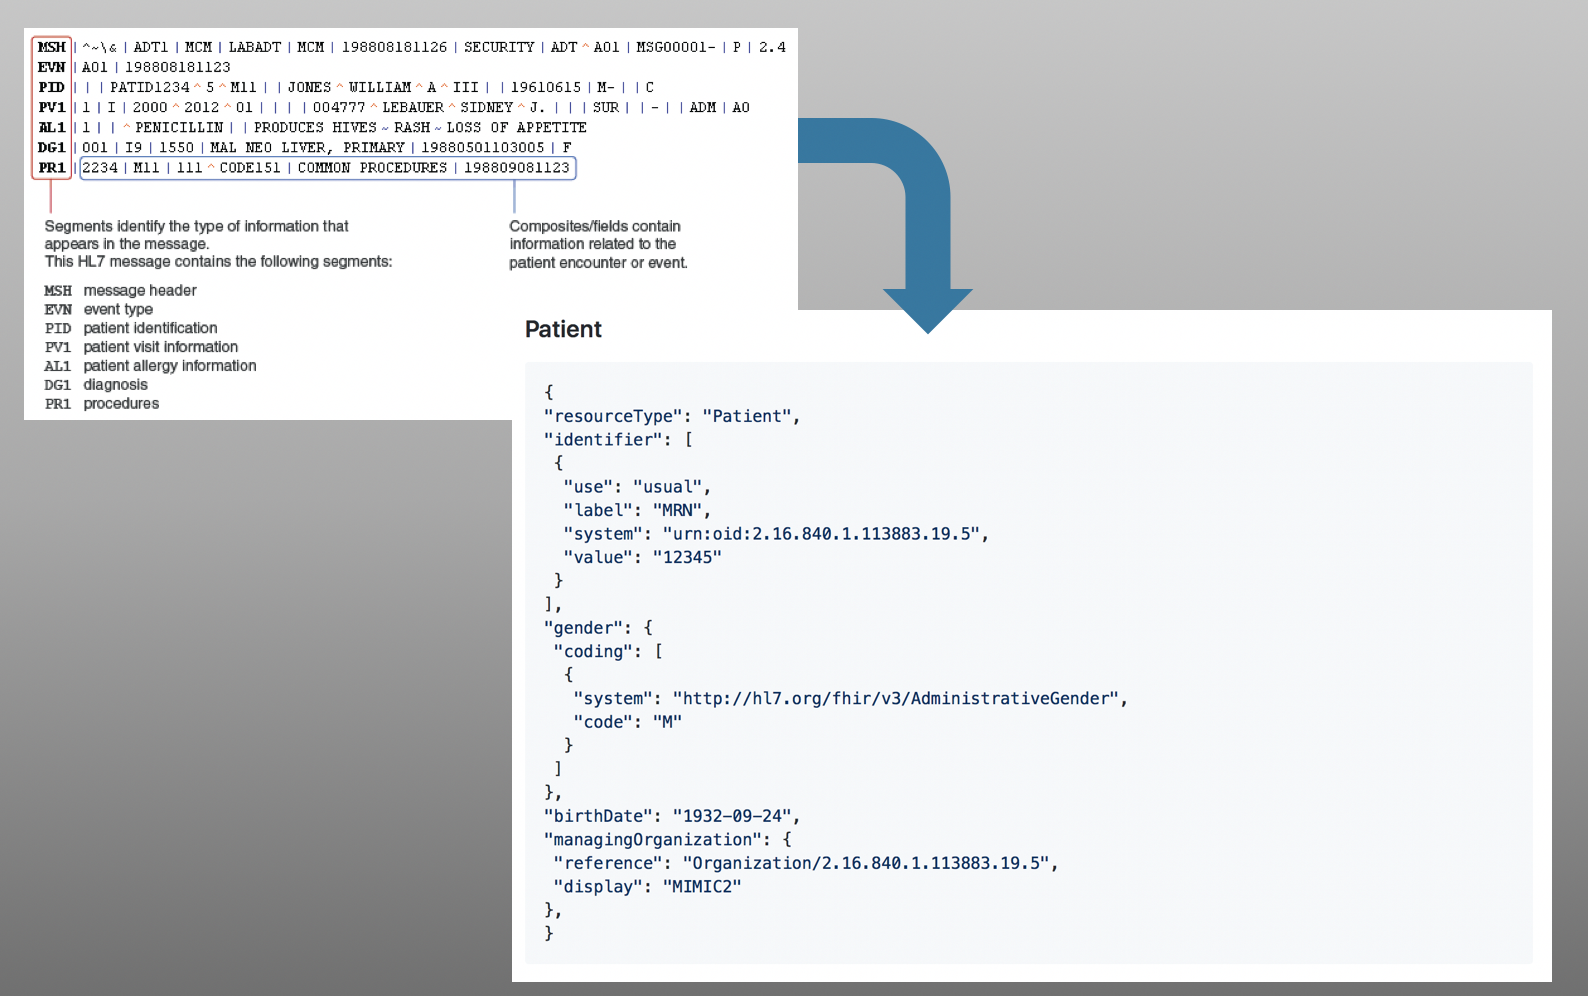 MSH|^~\&|ADT1|MCM|LABADT|MCM|198808181126|SECURITY|ADT^A01|MSG00001-|P|2.4
EVN|A01|198808181123
PID|||PATID1234^5^M11||JONES^WILLIAM^A^III||19610615|M-||C
PV1|1|I|2000^2012^01||||004777^LEBAUER^SIDNEY^J.|||SUR||-||ADM|A0
AL1|1||^PENICILLIN||PRODUCES HIVES~RASH~LOSS OF APPETITE
DG1|001|I9|1550|MAL NEO LIVER, PRIMARY|19880501103005|F
PR1|2234|M11|111^CODE151|COMMON PROCEDURES|198809081123
Segments identify the type of information that
appears in the message.
This HL7 message contains the following segments:
MSH message header
EVN event type
PID patient identification
PV1 patient visit information
AL1 patient allergy information
DG1 diagnosis
PR1 procedures
Composites/fields contain
information related to the
patient encounter or event.
Patient
{
"resourceType": "Patient",
"identifier": [
{
"use": "usual",
"label": "MRN",
"system": "urn:oid:2.16.840.1.113883.19.5",
"value": "12345"
}
],
"gender": {
"coding": [
{
"system": "http://hl7.org/fhir/v3/AdministrativeGender",
"code": "M"
}
]
},
"birthDate": "1932-09-24",
"managingOrganization": {
"reference": "Organization/2.16.840.1.113883.19.5",
"display": "MIMIC2"
},
}